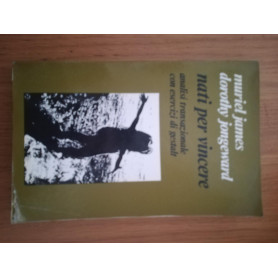 muriel james
dorothy jongeward
nati per vincere
analisi transazionale
con esercizi di gestalt